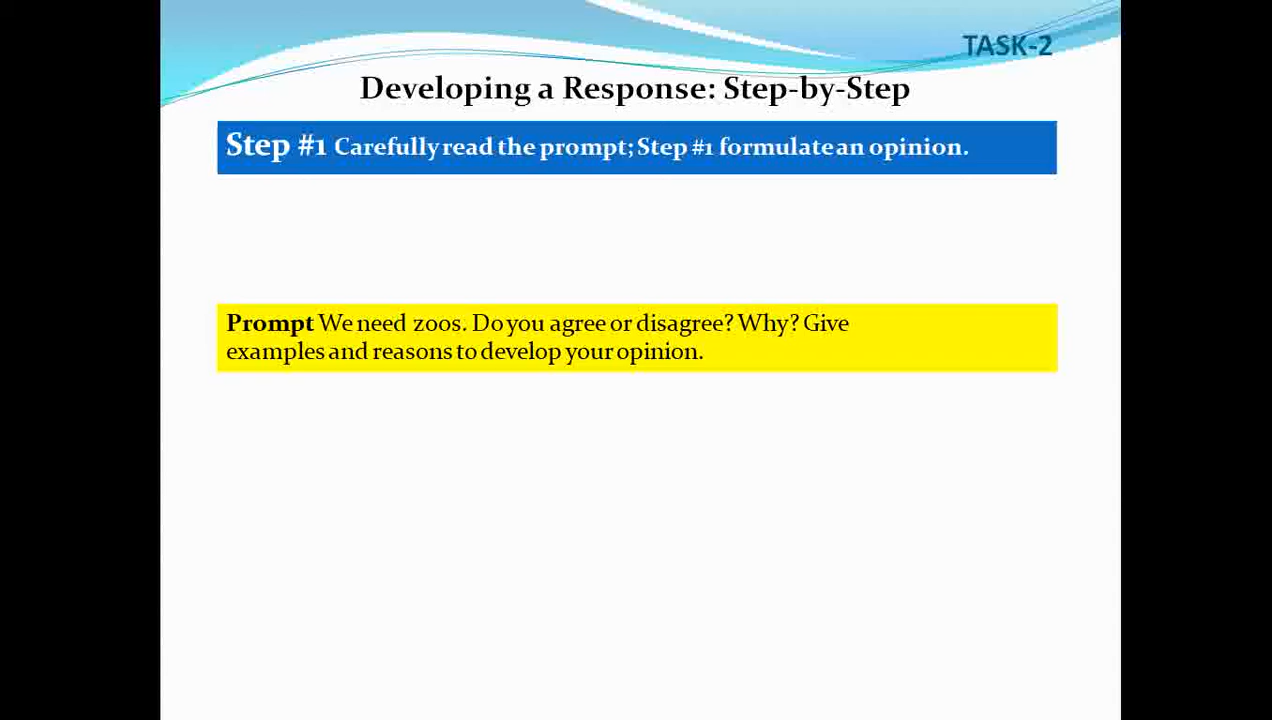 TASK-2
Developing a Response: Step-by-Step
Step #1 Carefully read the prompt; Step #1 formulate an opinion.
Prompt We need zoos. Do you agree or disagree? Why? Give
examples and reasons to develop your opinion.